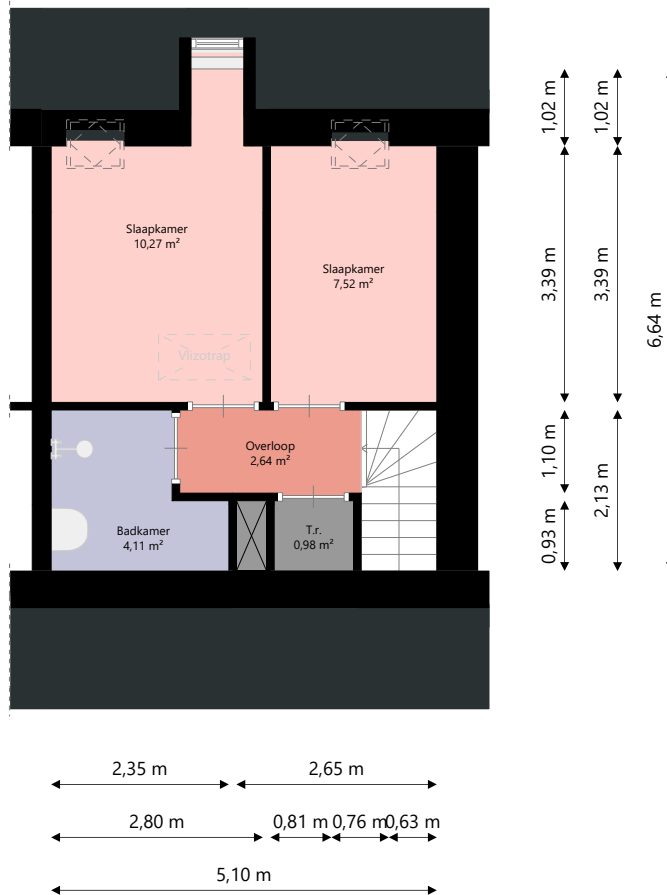 Slaapkamer
10,27 m²
Slaapkamer
7,52 m²
Vlizotrap
Overloop
2,64 m²
Badkamer
4,11 m²
T.r.
0,98 m²
1,02 m
1,02 m
3,39 m
3,39 m
6,64 m
1,10 m
2,13 m
0,93 m
2,35 m
2,65 m
2,80 m
0,81 m
0,76 m
0,63 m
5,10 m